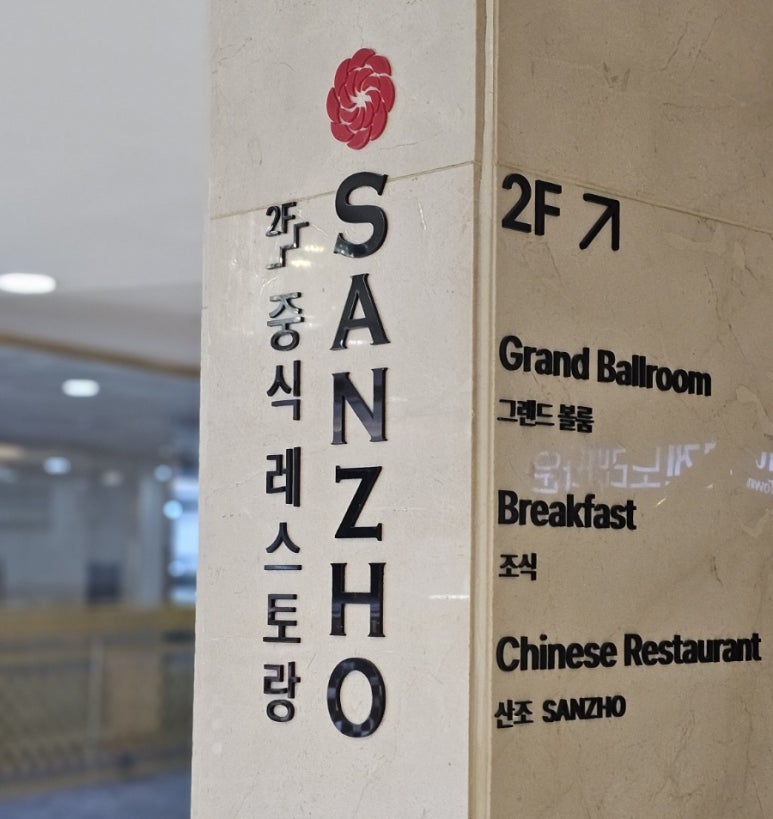 SANZHO
2F 중식 레스토랑
2F
Grand Ballroom
그랜드 볼룸
Breakfast
조식
Chinese Restaurant
산조 SANZHO